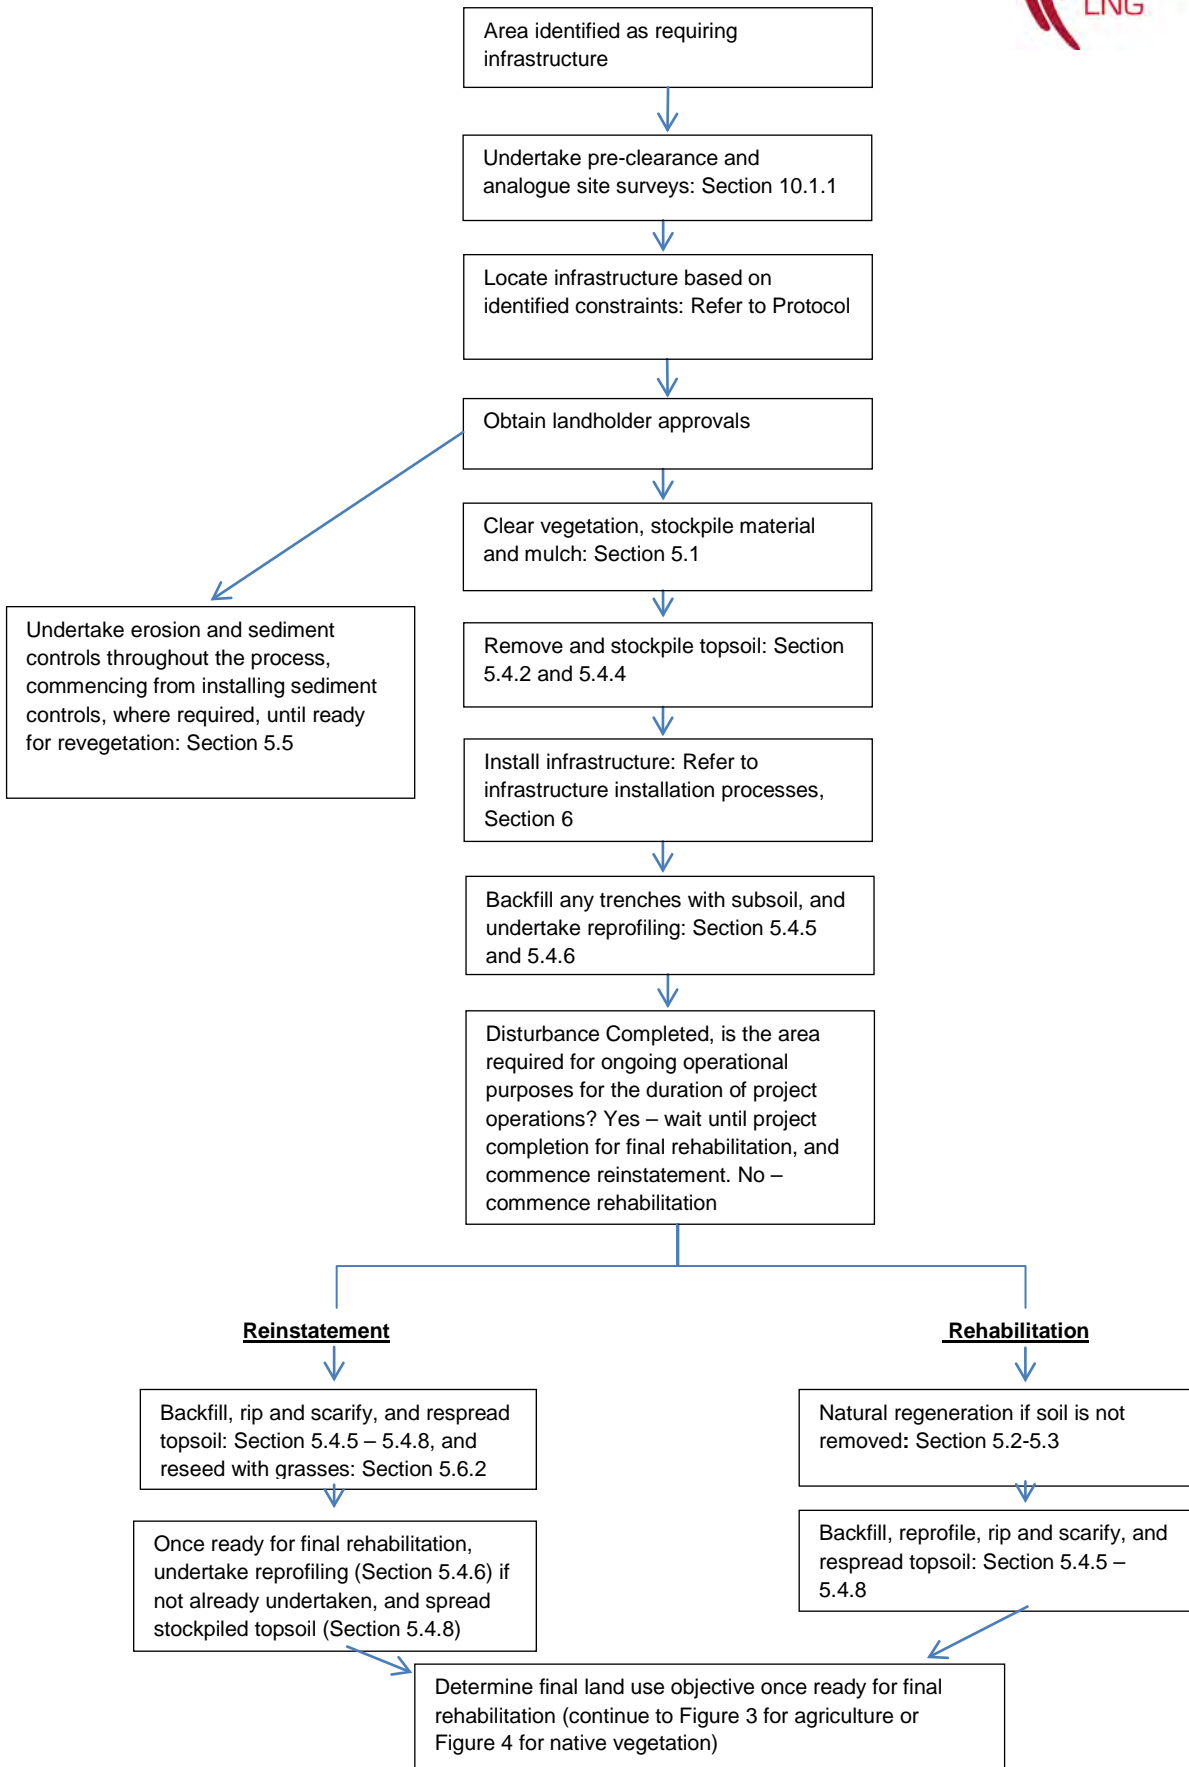 LNG
Area identified as requiring
infrastructure
Undertake pre-clearance and
analogue site surveys: Section 10.1.1
Locate infrastructure based on
identified constraints: Refer to Protocol
Obtain landholder approvals
Clear vegetation, stockpile material
and mulch: Section 5.1
Undertake erosion and sediment
controls throughout the process,
commencing from installing sediment
controls, where required, until ready
for revegetation: Section 5.5
Remove and stockpile topsoil: Section
5.4.2 and 5.4.4
Install infrastructure: Refer to
infrastructure installation processes,
Section 6
Backfill any trenches with subsoil, and
undertake reprofiling: Section 5.4.5
and 5.4.6
Disturbance Completed, is the area
required for ongoing operational
purposes for the duration of project
operations? Yes – wait until project
completion for final rehabilitation, and
commence reinstatement. No –
commence rehabilitation
Reinstatement
Backfill, rip and scarify, and respread
topsoil: Section 5.4.5 – 5.4.8, and
reseed with grasses: Section 5.6.2
Once ready for final rehabilitation,
undertake reprofiling (Section 5.4.6) if
not already undertaken, and spread
stockpiled topsoil (Section 5.4.8)
Rehabilitation
Natural regeneration if soil is not
removed: Section 5.2-5.3
Backfill, reprofile, rip and scarify, and
respread topsoil: Section 5.4.5 –
5.4.8
Determine final land use objective once ready for final
rehabilitation (continue to Figure 3 for agriculture or
Figure 4 for native vegetation)